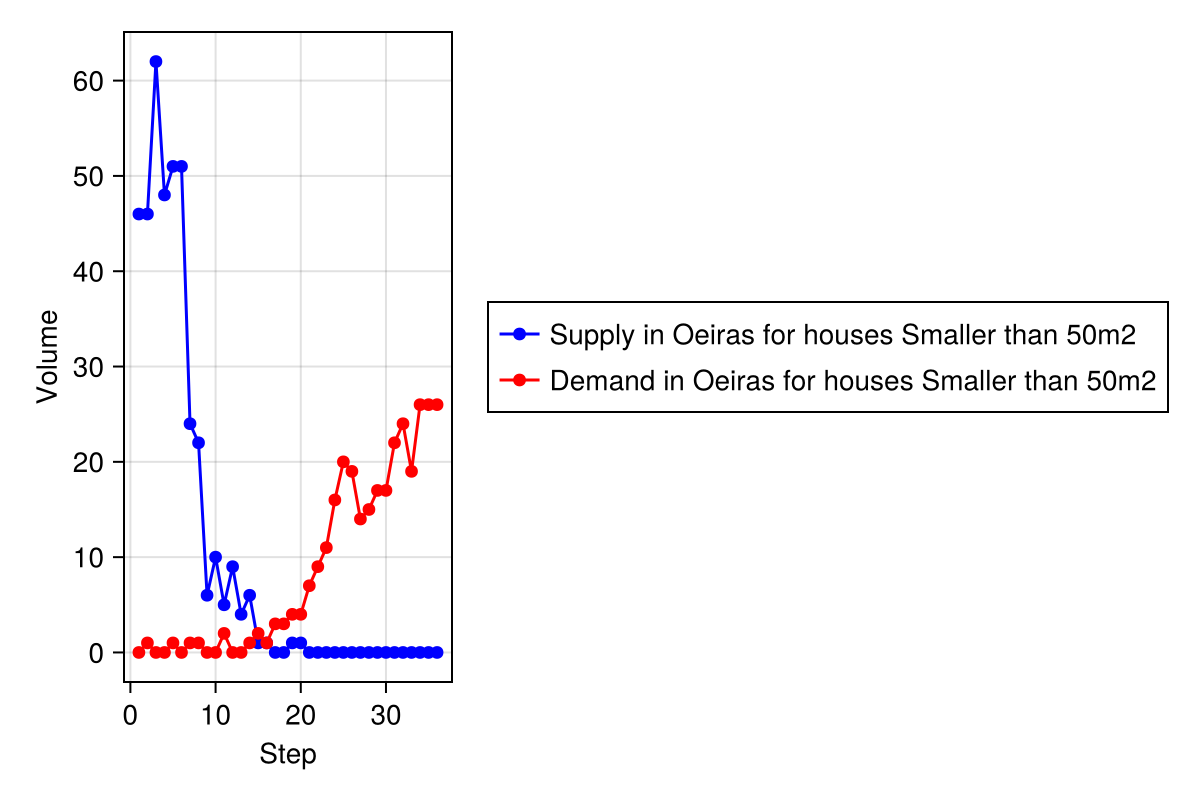 60
50
40
30
20
10
0
Volume
0 10 20 30
Step
Supply in Oeiras for houses Smaller than 50m2
Demand in Oeiras for houses Smaller than 50m2